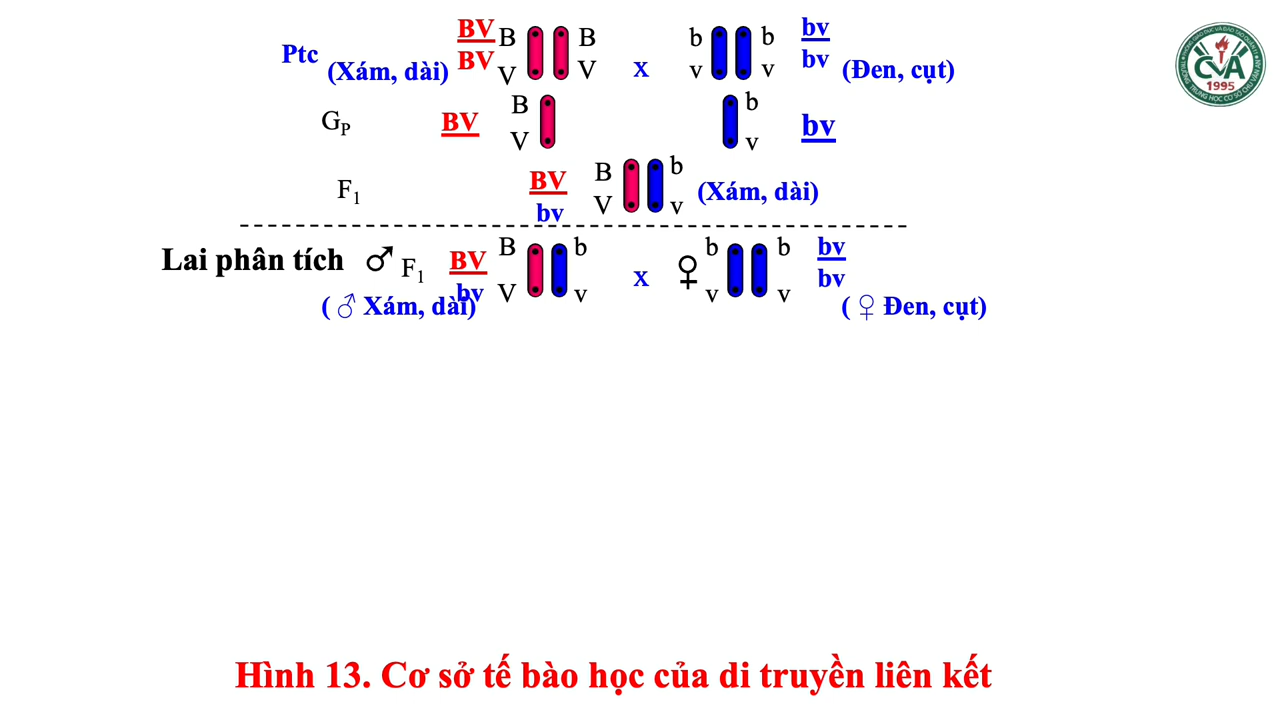 Ptc (Xám, dài) BV/BV B V B V x b v b v bv/bv (Đen, cụt)
GP BV B V b v bv
F1 BV/bv B V b v (Xám, dài)
Lai phân tích ♂ F1 BV/bv B V b v x ♀ b v b v bv/bv
( ♂ Xám, dài) ( ♀ Đen, cụt)
Hình 13. Cơ sở tế bào học của di truyền liên kết
CVA
1995